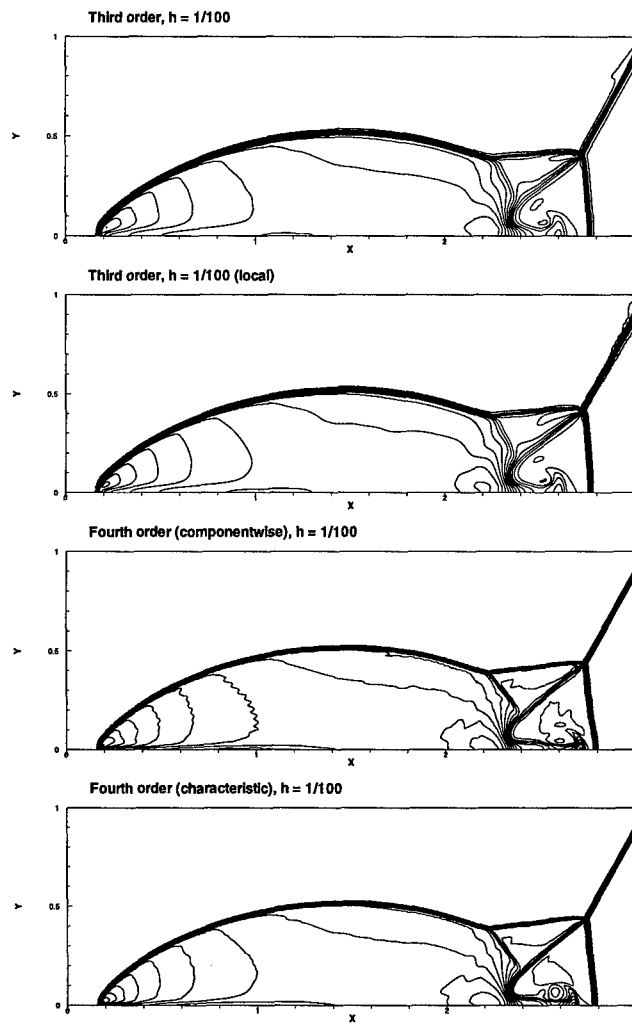 Third order, h = 1/100
1
Y
0.5
0
0
1
X
2
Third order, h = 1/100 (local)
1
Y
0.5
0
0
1
X
2
Fourth order (componentwise), h = 1/100
1
Y
0.5
0
0
1
X
2
Fourth order (characteristic), h = 1/100
1
Y
0.5
0
0
1
X
2